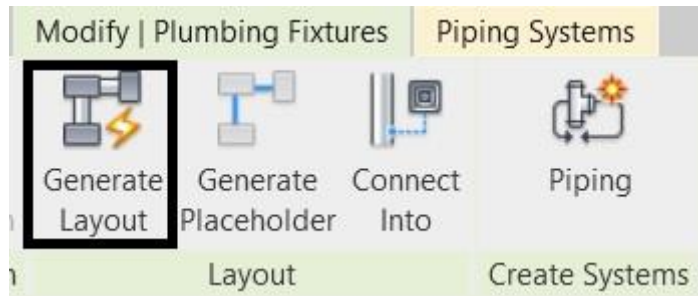 Modify | Plumbing Fixtures Piping Systems
Generate Layout
Generate Placeholder
Connect Into
Piping
Layout
Create Systems